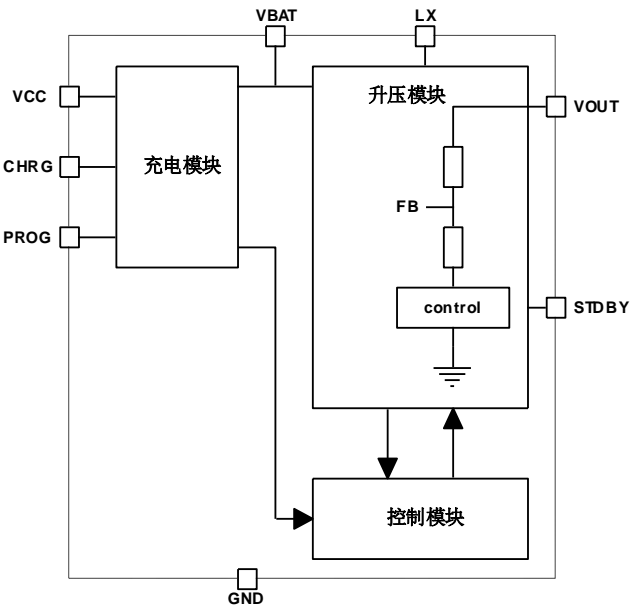 VBAT
LX
VCC
升压模块
VOUT
CHRG
充电模块
FB
PROG
control
STDBY
控制模块
GND